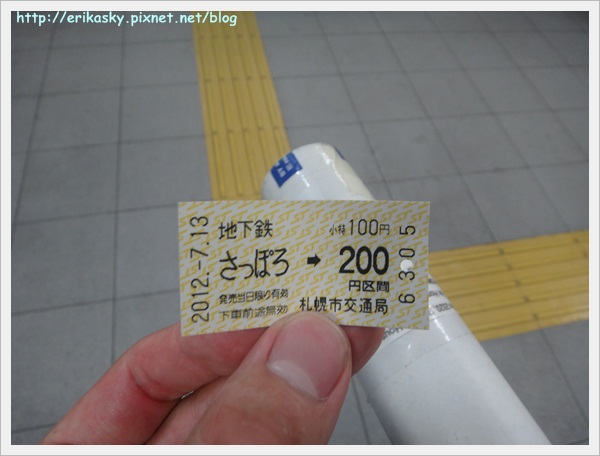 http://erikasky.pixnet.net/blog
2012.-7.13
地下鉄
小特100円
さっぽろ➡200
円区間
発売当日限り有効
下車前途無効
札幌市交通局
6305